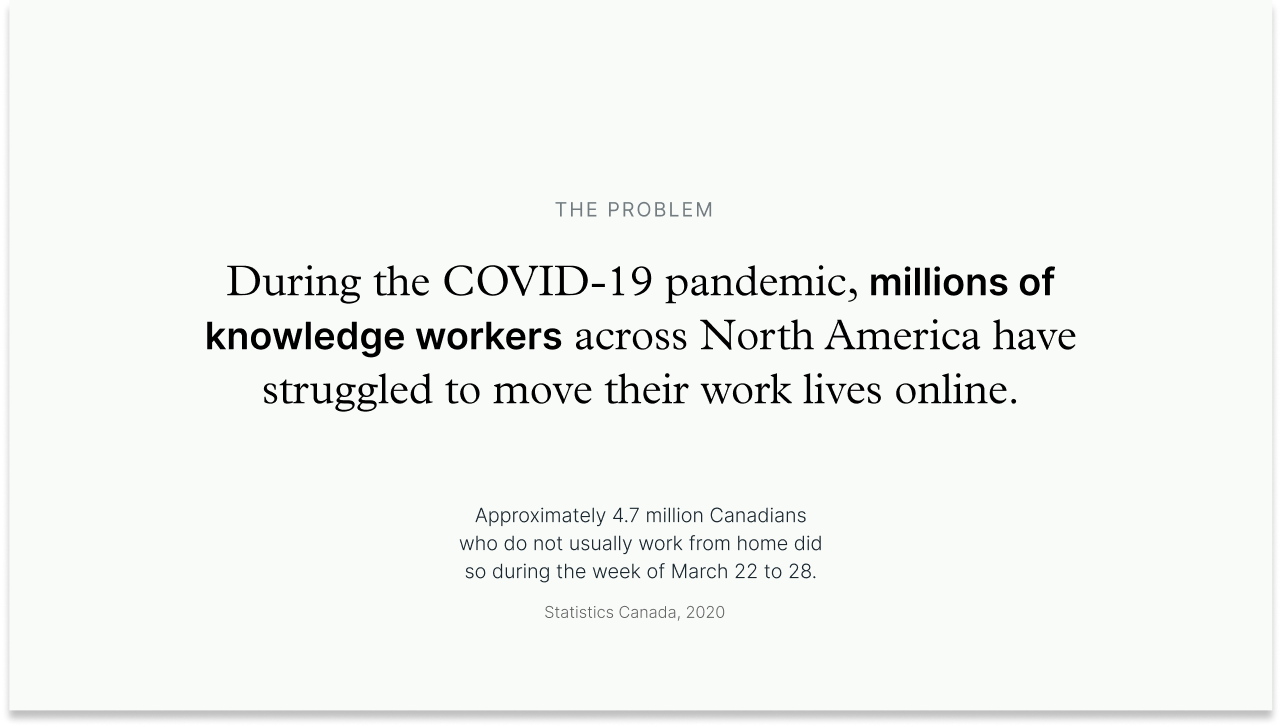 THE PROBLEM
During the COVID-19 pandemic, millions of
knowledge workers across North America have
struggled to move their work lives online.
Approximately 4.7 million Canadians
who do not usually work from home did
so during the week of March 22 to 28.
Statistics Canada, 2020